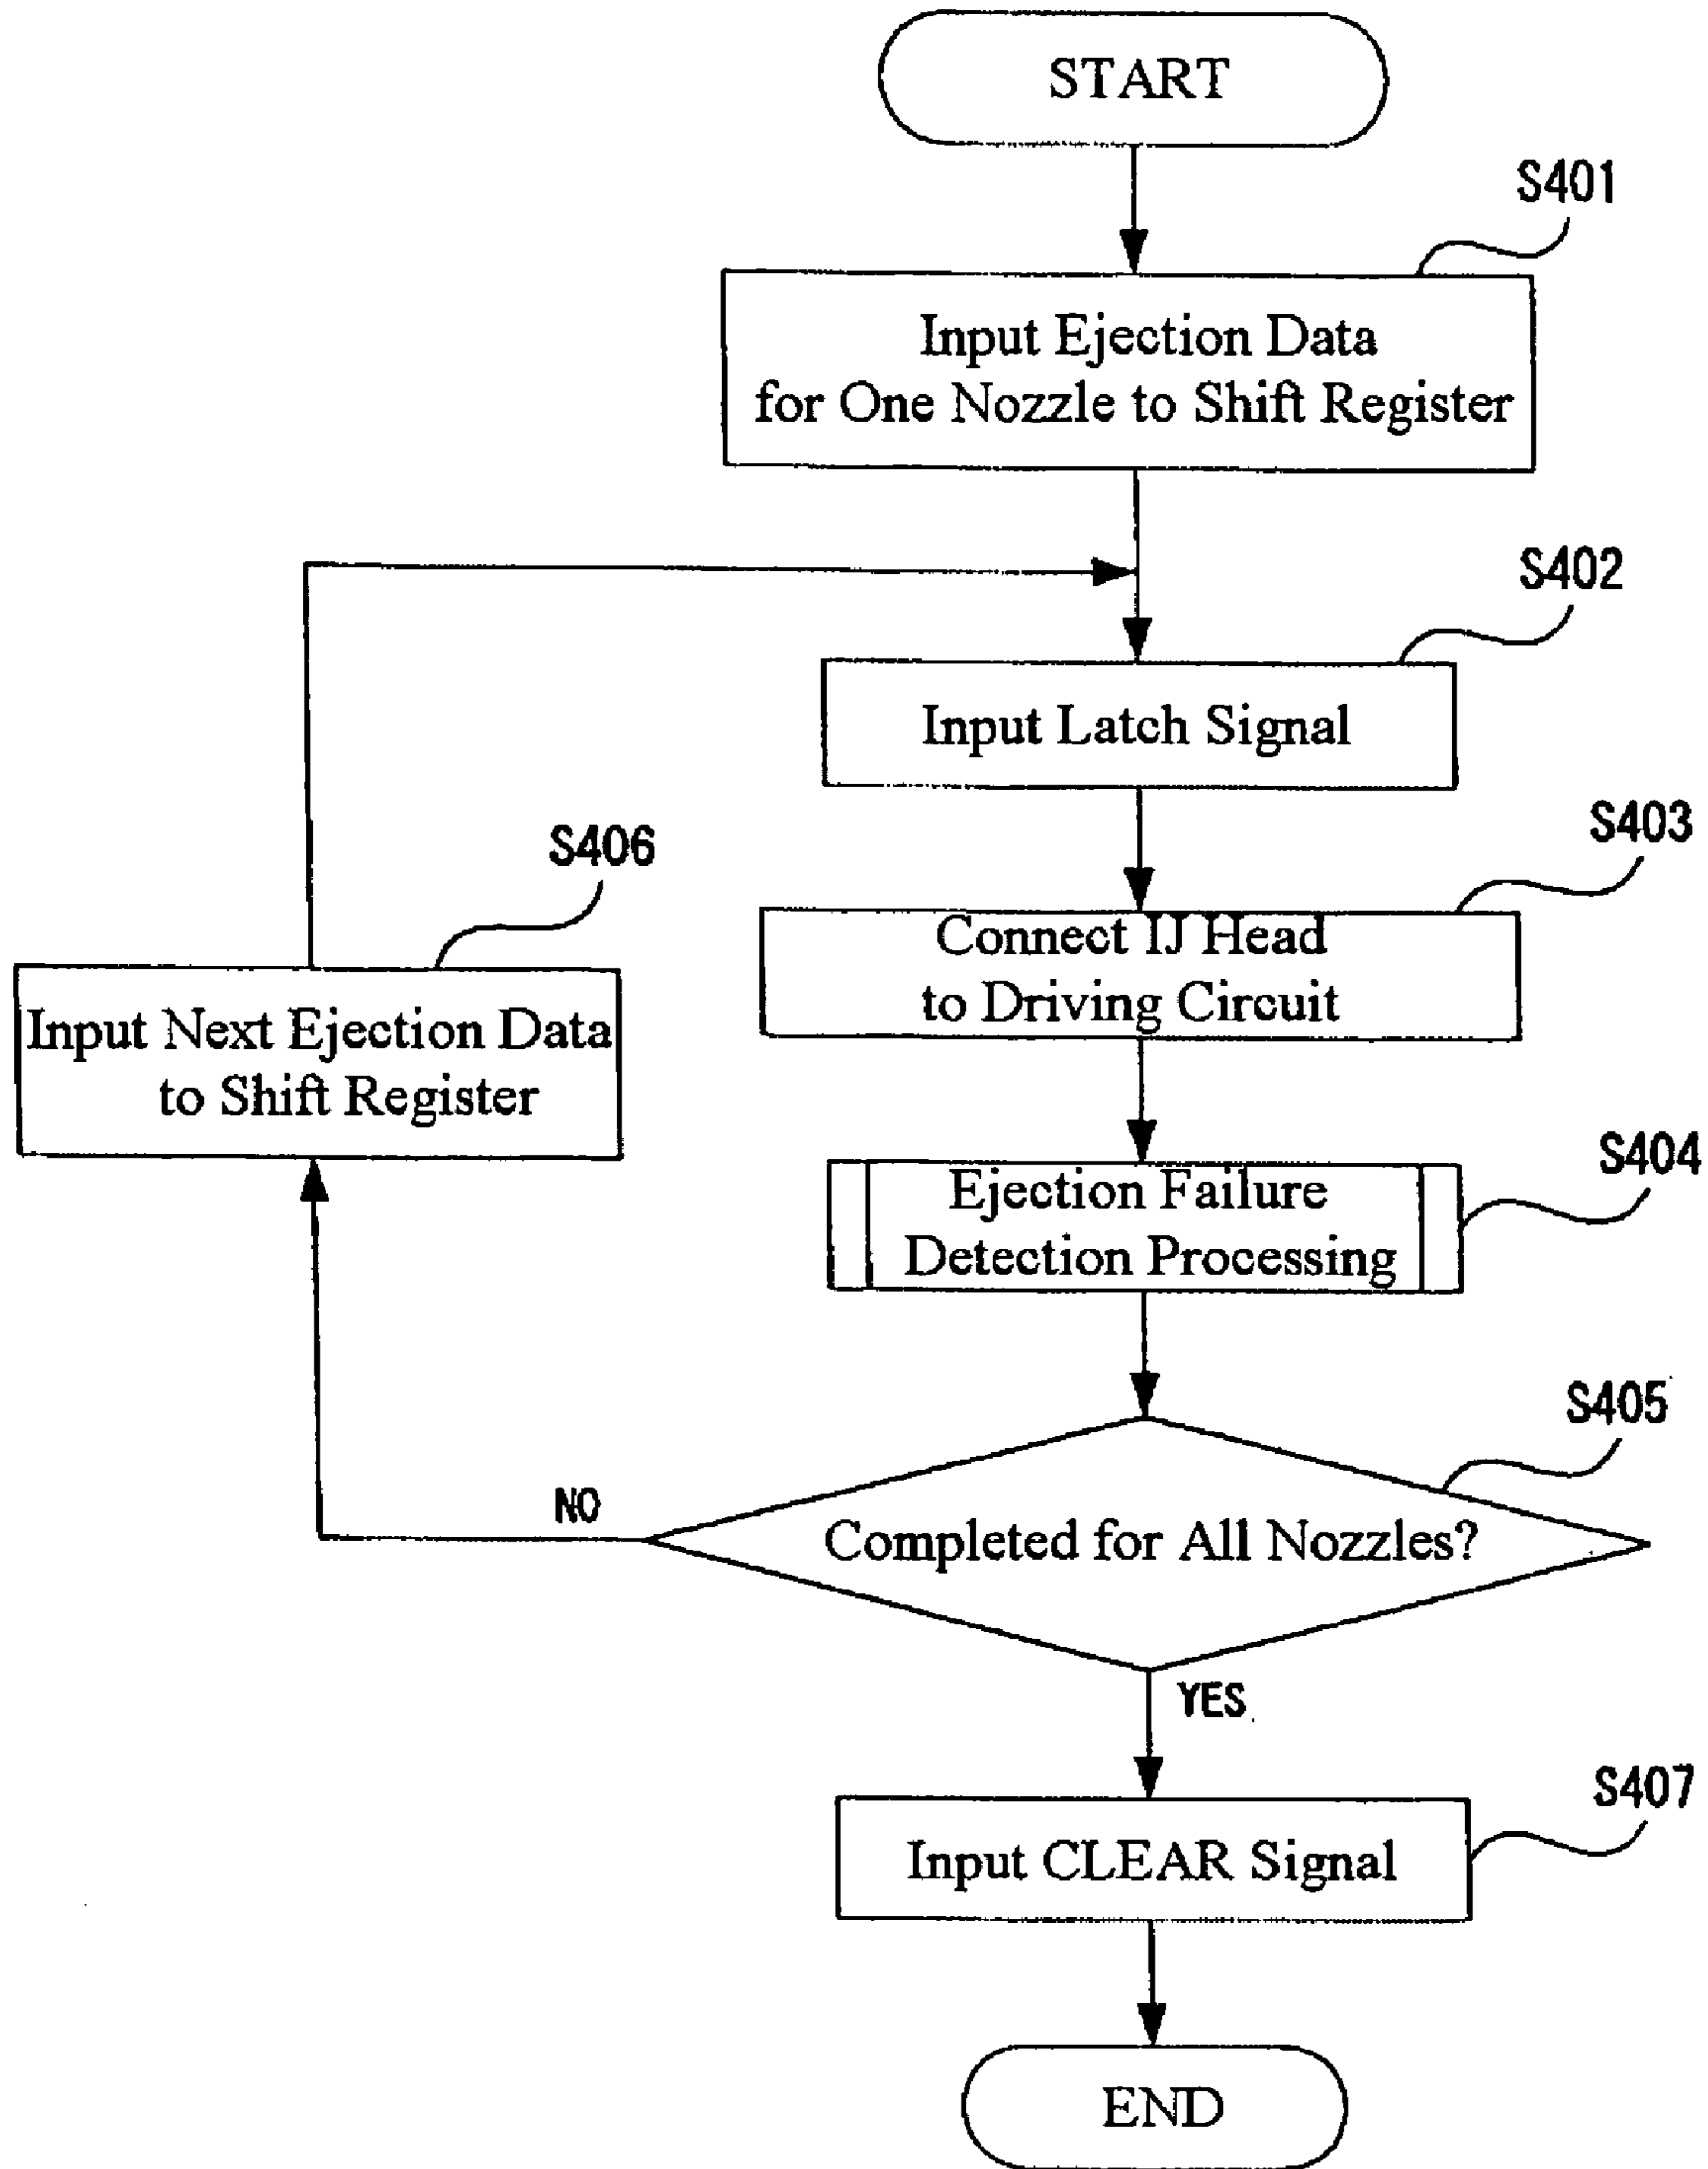 START
S401
Input Ejection Data
for One Nozzle to Shift Register
S402
Input Latch Signal
S403
Connect IJ Head
to Driving Circuit
S406
Input Next Ejection Data
to Shift Register
S404
Ejection Failure
Detection Processing
S405
Completed for All Nozzles?
NO
YES
S407
Input CLEAR Signal
END